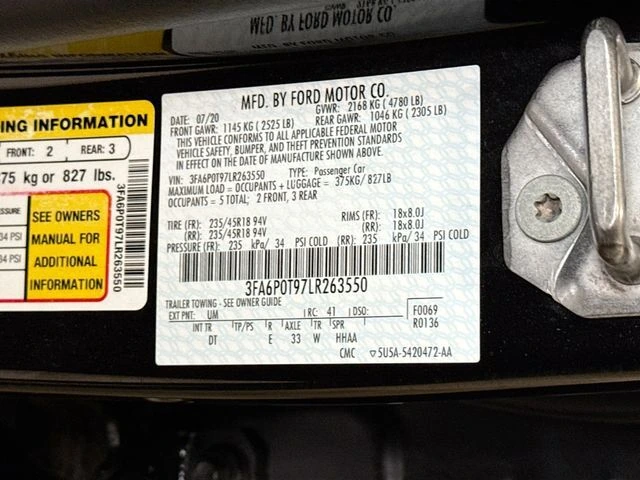 MFD. BY FORD MOTOR CO.
ING INFORMATION
FRONT: 2 REAR: 3
375 kg or 827 lbs.
34 PSI
34 PSI
SEE OWNERS
MANUAL FOR
ADDITIONAL
INFORMATION
3FA6P0T97LR263550
MFD. BY FORD MOTOR CO.
DATE: 07/20 GVWR: 2168 KG (4780 LB)
FRONT GAWR: 1145 KG (2525 LB) REAR GAWR: 1046 KG (2305 LB)
THIS VEHICLE CONFORMS TO ALL APPLICABLE FEDERAL MOTOR
VEHICLE SAFETY, BUMPER, AND THEFT PREVENTION STANDARDS
IN EFFECT ON THE DATE OF MANUFACTURE SHOWN ABOVE.
VIN: 3FA6P0T97LR263550 TYPE: Passenger Car
MAXIMUM LOAD = OCCUPANTS + LUGGAGE = 375KG/827LB
OCCUPANTS = 5 TOTAL: 2 FRONT, 3 REAR
TIRE (FR): 235/45R18 94V RIMS (FR): 18x8.0J
(RR): 235/45R18 94V (RR): 18x8.0J
PRESSURE (FR): 235 kPa/ 34 PSI COLD (RR): 235 kPa/ 34 PSI COLD
3FA6P0T97LR263550
TRAILER TOWING - SEE OWNER GUIDE
EXT PNT: UM RC: 41 DSO: F0069
R0136
INT TR TP/PS R AXLE TR SPR
DT E 33 W HHAA
CMC ▽5U5A-5420472-AA